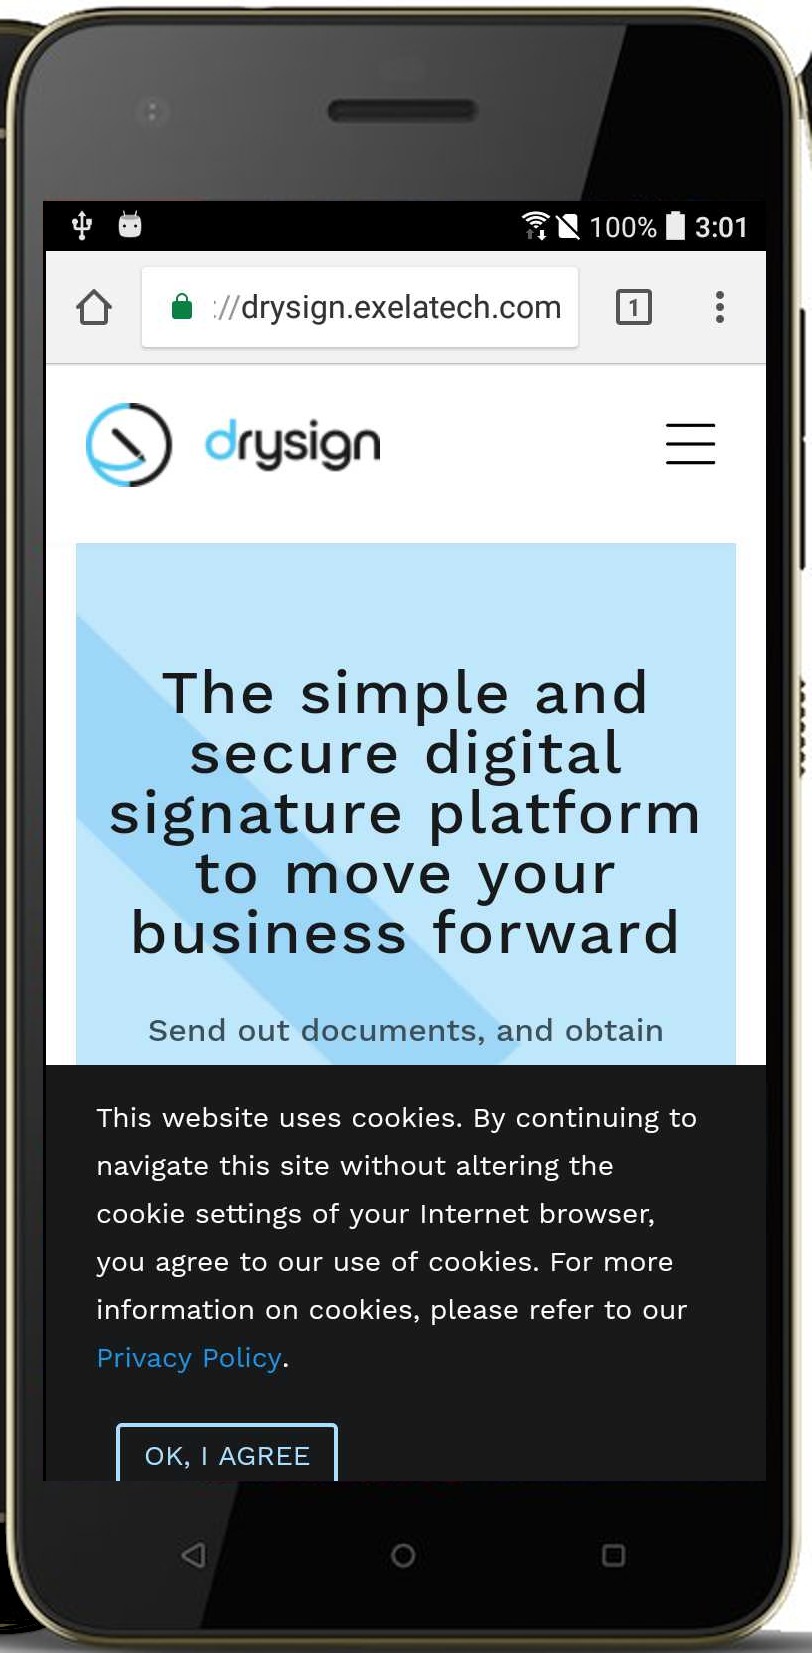 100% 3:01
://drysign.exelatech.com
1
drysign
The simple and
secure digital
signature platform
to move your
business forward
Send out documents, and obtain
This website uses cookies. By continuing to
navigate this site without altering the
cookie settings of your Internet browser,
you agree to our use of cookies. For more
information on cookies, please refer to our
Privacy Policy.
OK, I AGREE